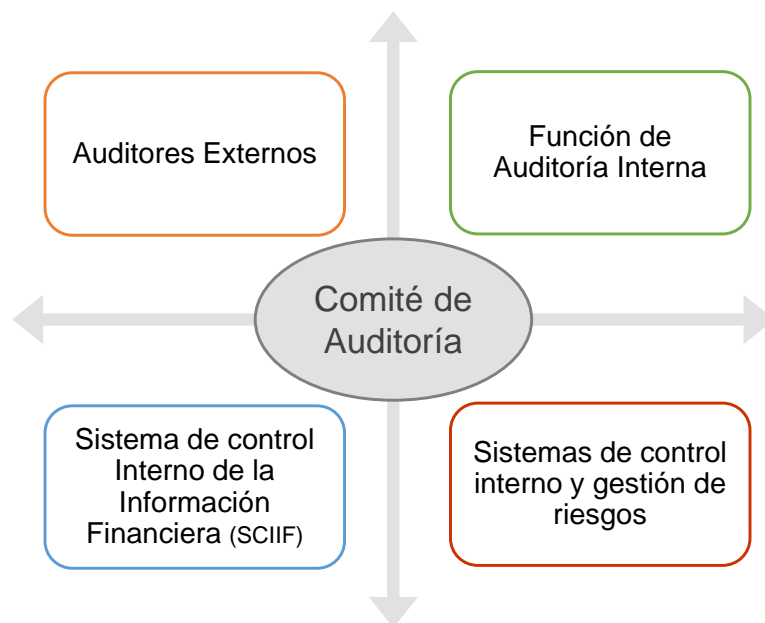 Auditores Externos
Función de
Auditoría Interna
Comité de
Auditoría
Sistema de control
Interno de la
Información
Financiera (SCIIF)
Sistemas de control
interno y gestión de
riesgos